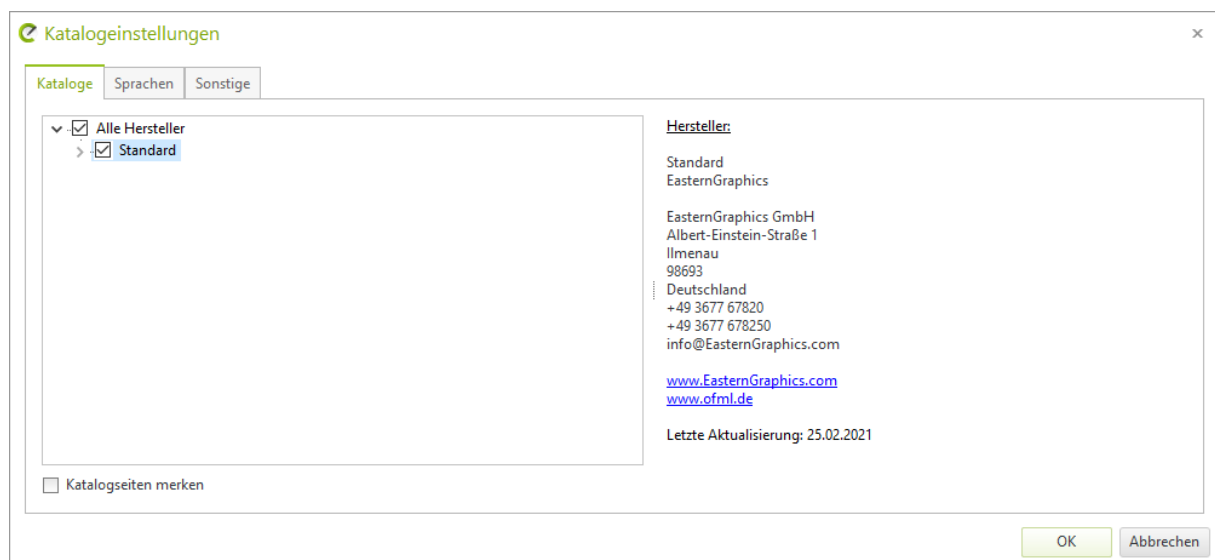 Katalogeinstellungen
Kataloge Sprachen Sonstige
Alle Hersteller
Standard
Hersteller:
Standard
EasternGraphics
EasternGraphics GmbH
Albert-Einstein-Straße 1
Ilmenau
98693
Deutschland
+49 3677 67820
+49 3677 678250
info@EasternGraphics.com
www.EasternGraphics.com
www.ofml.de
Letzte Aktualisierung: 25.02.2021
Katalogseiten merken
OK Abbrechen